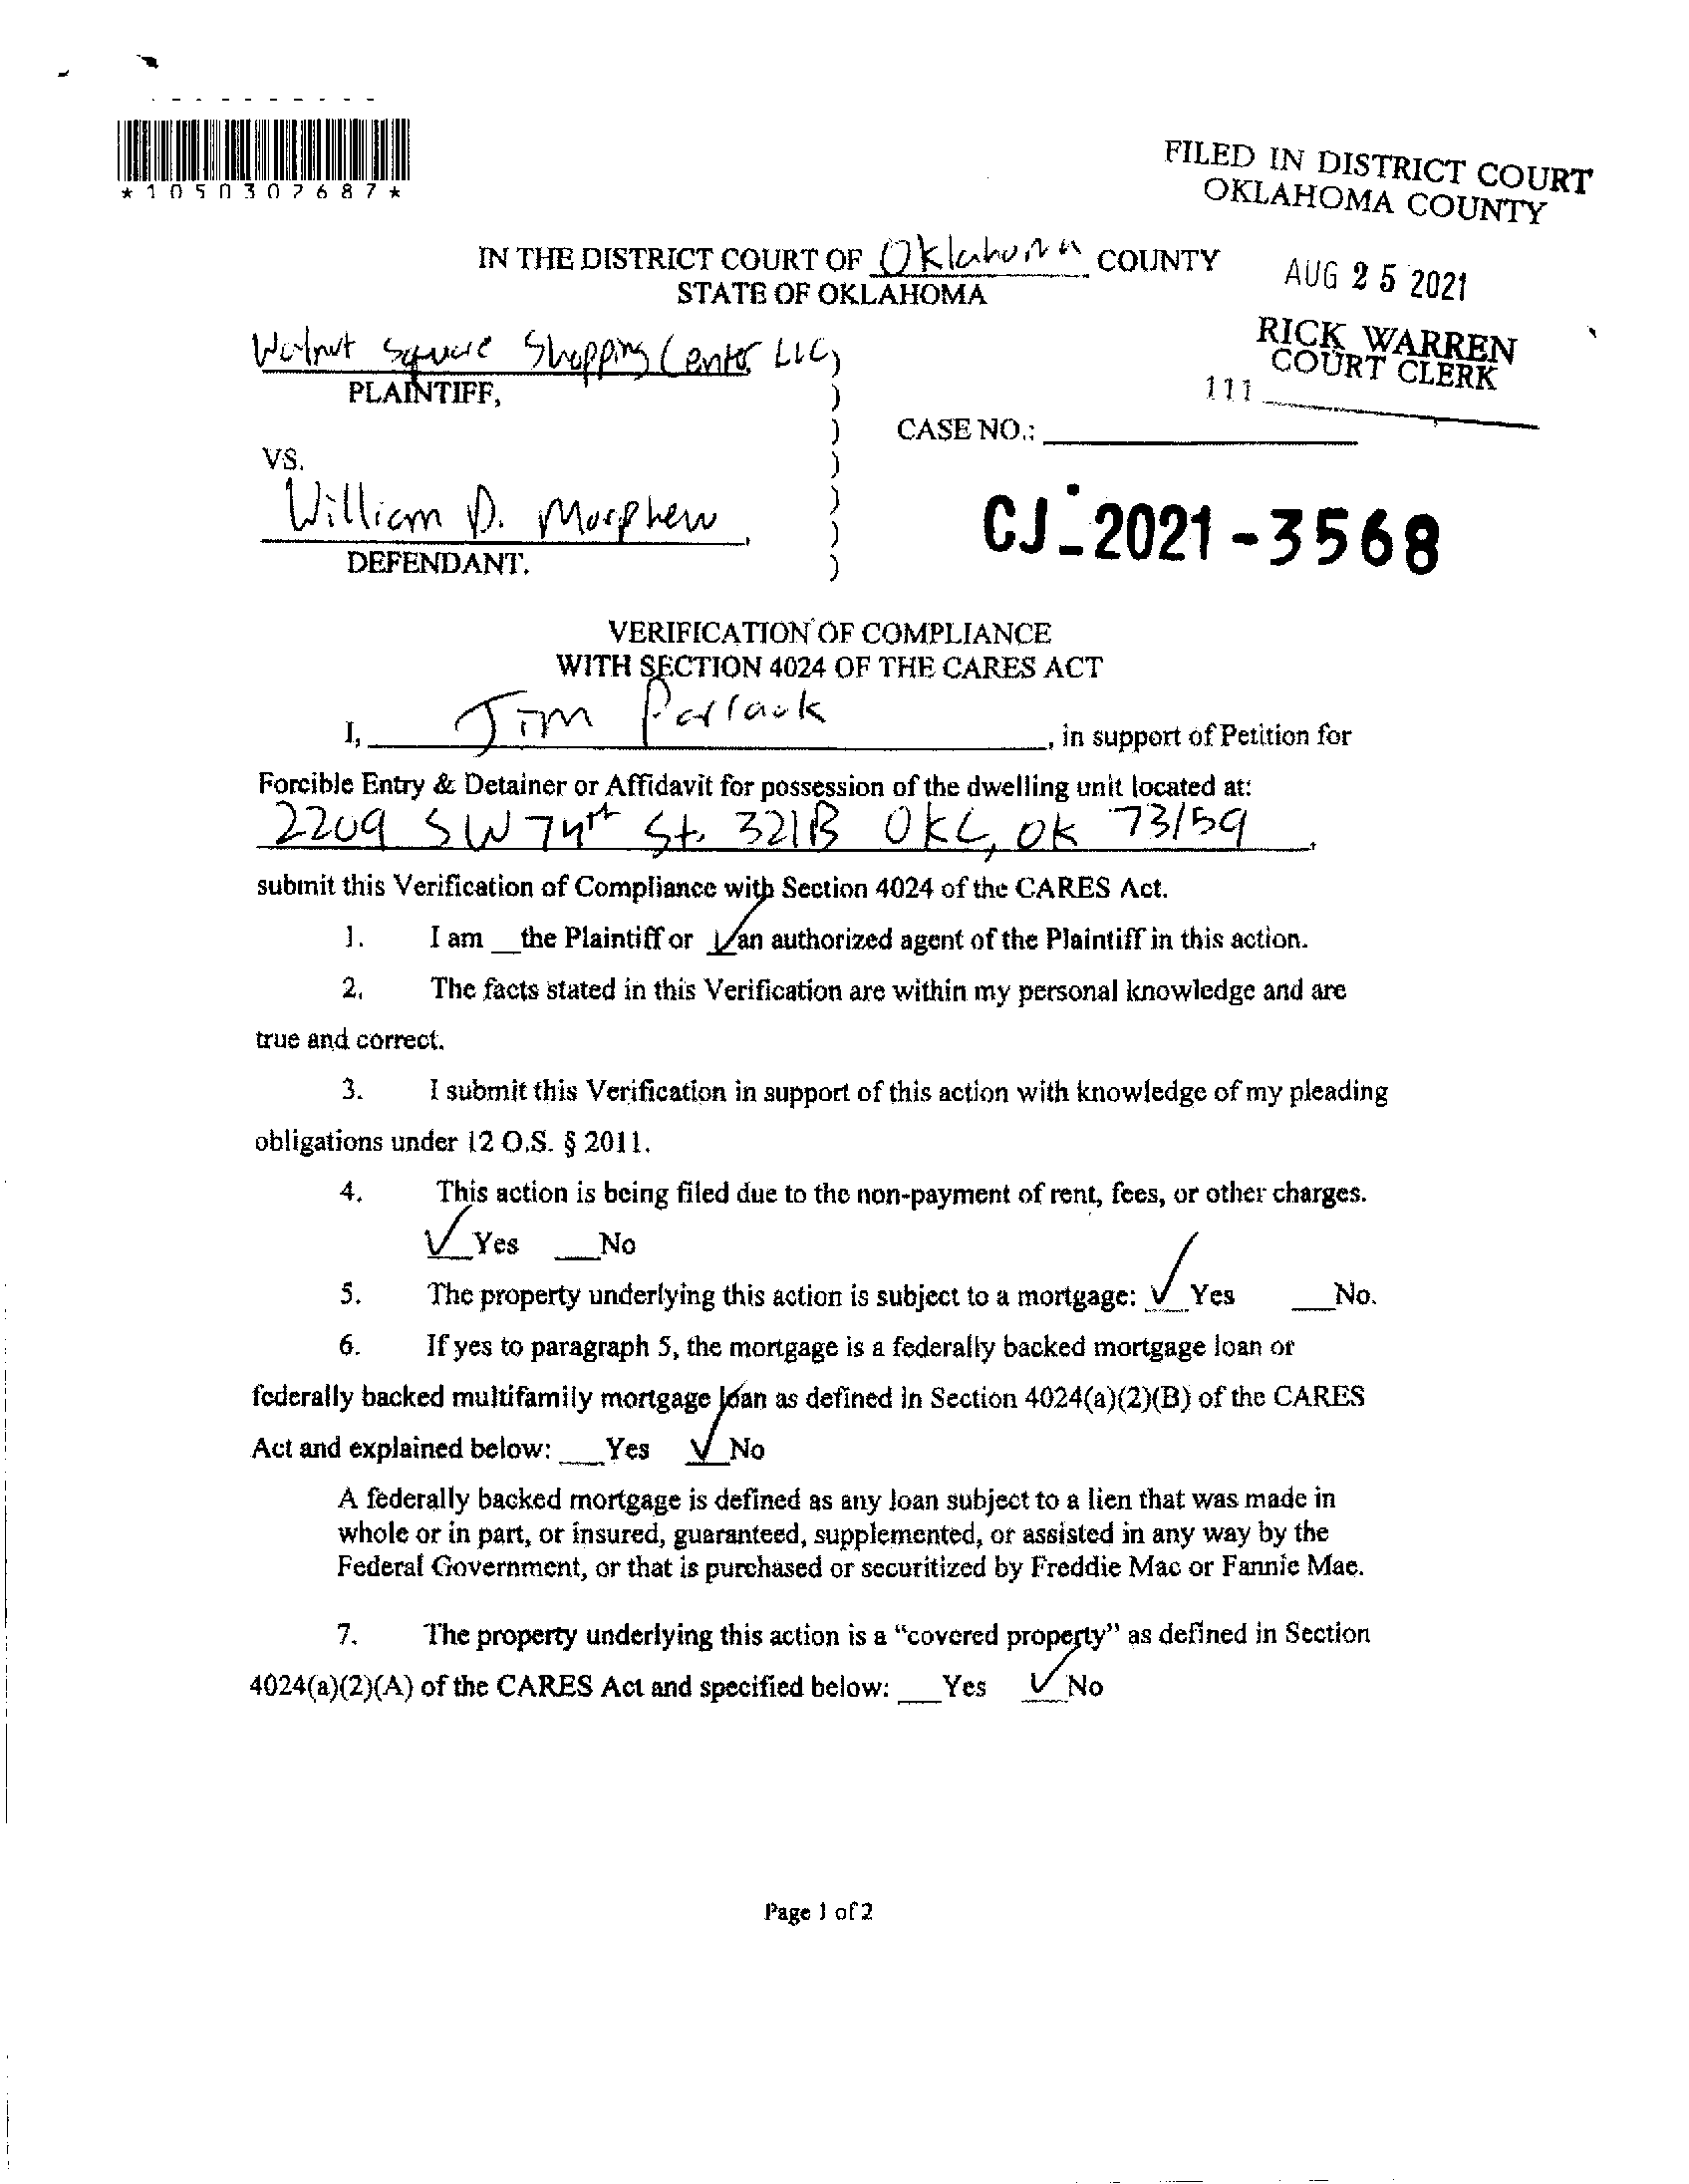 *1050307687*
FILED IN DISTRICT COURT
OKLAHOMA COUNTY
IN THE DISTRICT COURT OF Oklahoma COUNTY
STATE OF OKLAHOMA
AUG 25 2021
RICK WARREN
COURT CLERK
111
Walnut Square Shopping Center LLC,
PLAINTIFF,
)
)
)
CASE NO.:
VS.
)
William D. Morphew,
)
)
DEFENDANT.
)
CJ-2021-3568
VERIFICATION OF COMPLIANCE
WITH SECTION 4024 OF THE CARES ACT
I, Jim Parrack, in support of Petition for
Forcible Entry & Detainer or Affidavit for possession of the dwelling unit located at:
2209 SW 74th St. 321B OKC, OK 73159,
submit this Verification of Compliance with Section 4024 of the CARES Act.
1. I am __the Plaintiff or ✓an authorized agent of the Plaintiff in this action.
2. The facts stated in this Verification are within my personal knowledge and are
true and correct.
3. I submit this Verification in support of this action with knowledge of my pleading
obligations under 12 O.S. § 2011.
4. This action is being filed due to the non-payment of rent, fees, or other charges.
✓ Yes ___No
5. The property underlying this action is subject to a mortgage: ✓ Yes ___No.
6. If yes to paragraph 5, the mortgage is a federally backed mortgage loan or
federally backed multifamily mortgage loan as defined in Section 4024(a)(2)(B) of the CARES
Act and explained below: ___Yes ✓ No
A federally backed mortgage is defined as any loan subject to a lien that was made in
whole or in part, or insured, guaranteed, supplemented, or assisted in any way by the
Federal Government, or that is purchased or securitized by Freddie Mac or Fannie Mae.
7. The property underlying this action is a "covered property" as defined in Section
4024(a)(2)(A) of the CARES Act and specified below: ___Yes ✓ No
Page 1 of 2